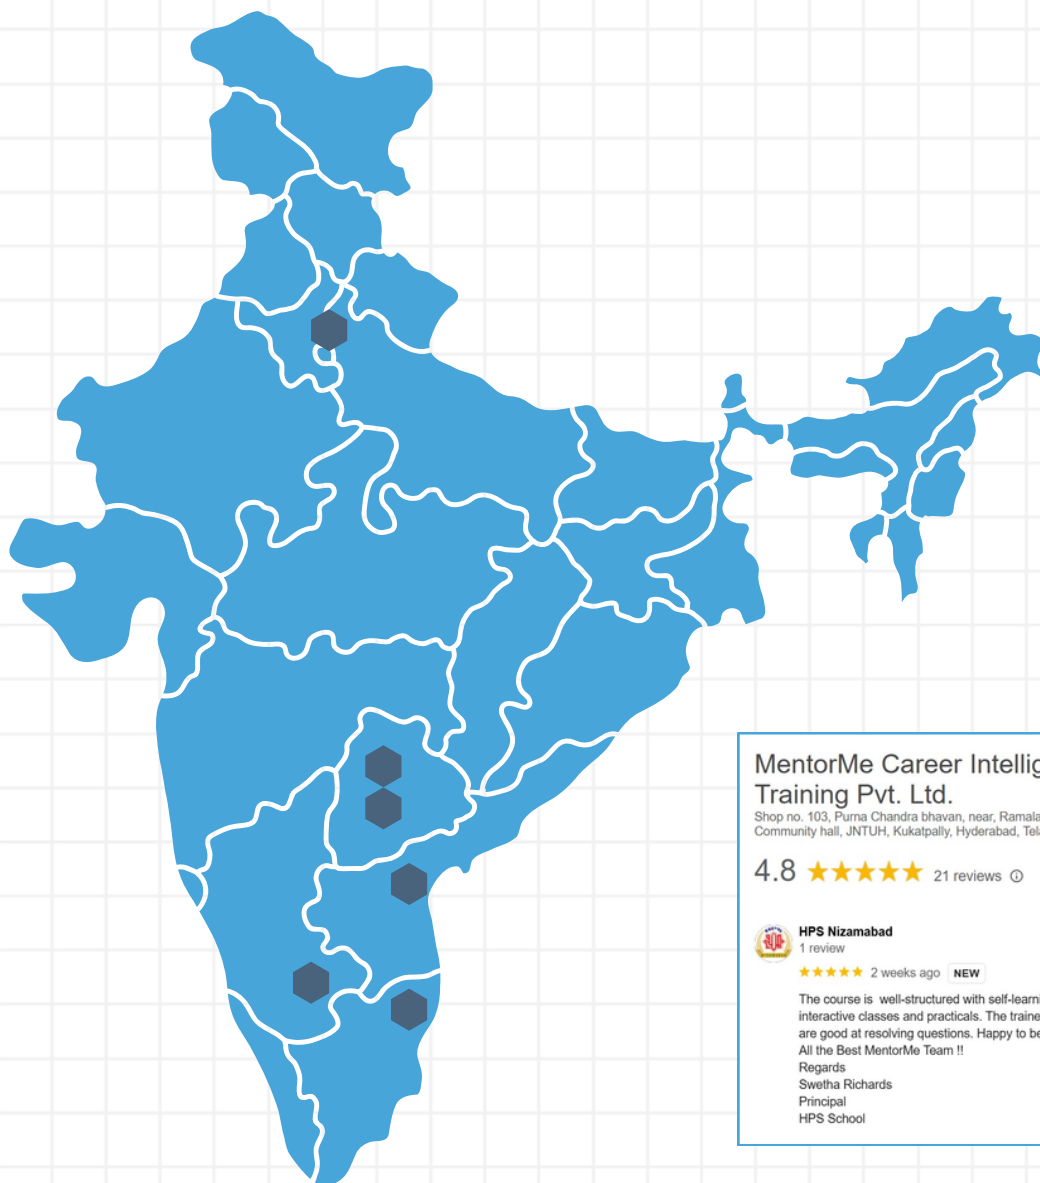 MentorMe Career Intellig
Training Pvt. Ltd.
Shop no. 103, Purna Chandra bhavan, near, Ramala
Community hall, JNTUH, Kukatpally, Hyderabad, Tela
4.8 21 reviews
HPS Nizamabad
1 review
2 weeks ago NEW
The course is well-structured with self-learni
interactive classes and practicals. The traine
are good at resolving questions. Happy to be
All the Best MentorMe Team !!
Regards
Swetha Richards
Principal
HPS School